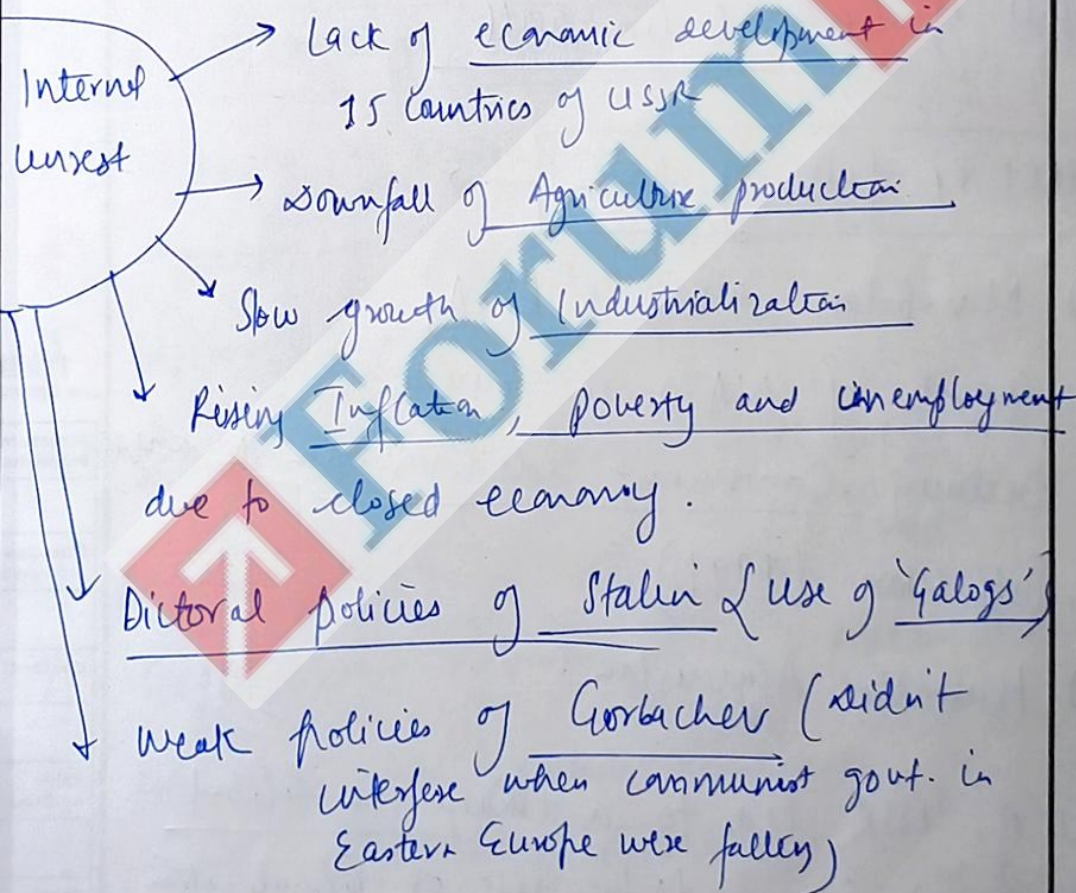 Internal
unrest
Lack of economic development in
15 Countries of USSR
Downfall of Agriculture production
Slow growth of Industrialization
Rising Inflation, poverty and unemployment
due to closed economy.
Dictoral policies of Stalin (use of 'Galogs')
Weak policies of Gorbachev (didn't
interfere when communist govt. in
Eastern Europe were falling)
Forum